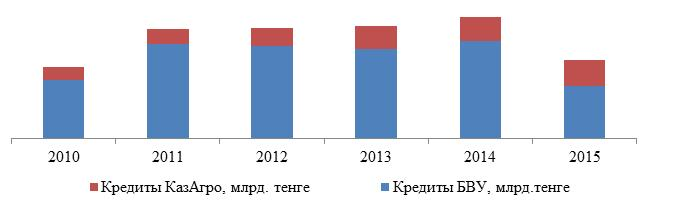 2010 2011 2012 2013 2014 2015
Кредиты КазАгро, млрд. тенге Кредиты БВУ, млрд.тенге